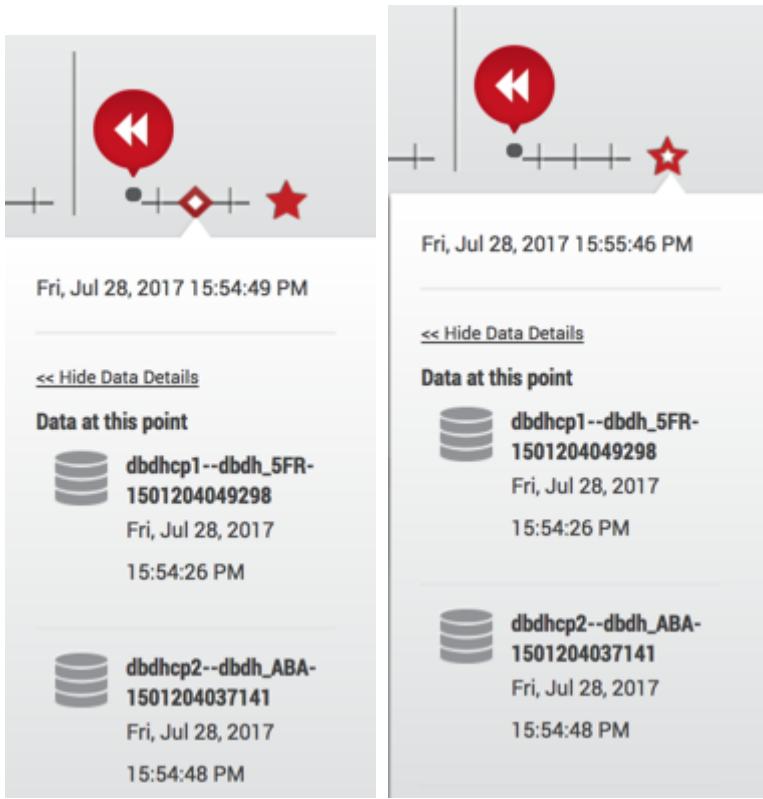 Fri, Jul 28, 2017 15:54:49 PM
<< Hide Data Details
Data at this point
dbdhcp1--dbdh_5FR-
1501204049298
Fri, Jul 28, 2017
15:54:26 PM
dbdhcp2--dbdh_ABA-
1501204037141
Fri, Jul 28, 2017
15:54:48 PM
Fri, Jul 28, 2017 15:55:46 PM
<< Hide Data Details
Data at this point
dbdhcp1--dbdh_5FR-
1501204049298
Fri, Jul 28, 2017
15:54:26 PM
dbdhcp2--dbdh_ABA-
1501204037141
Fri, Jul 28, 2017
15:54:48 PM